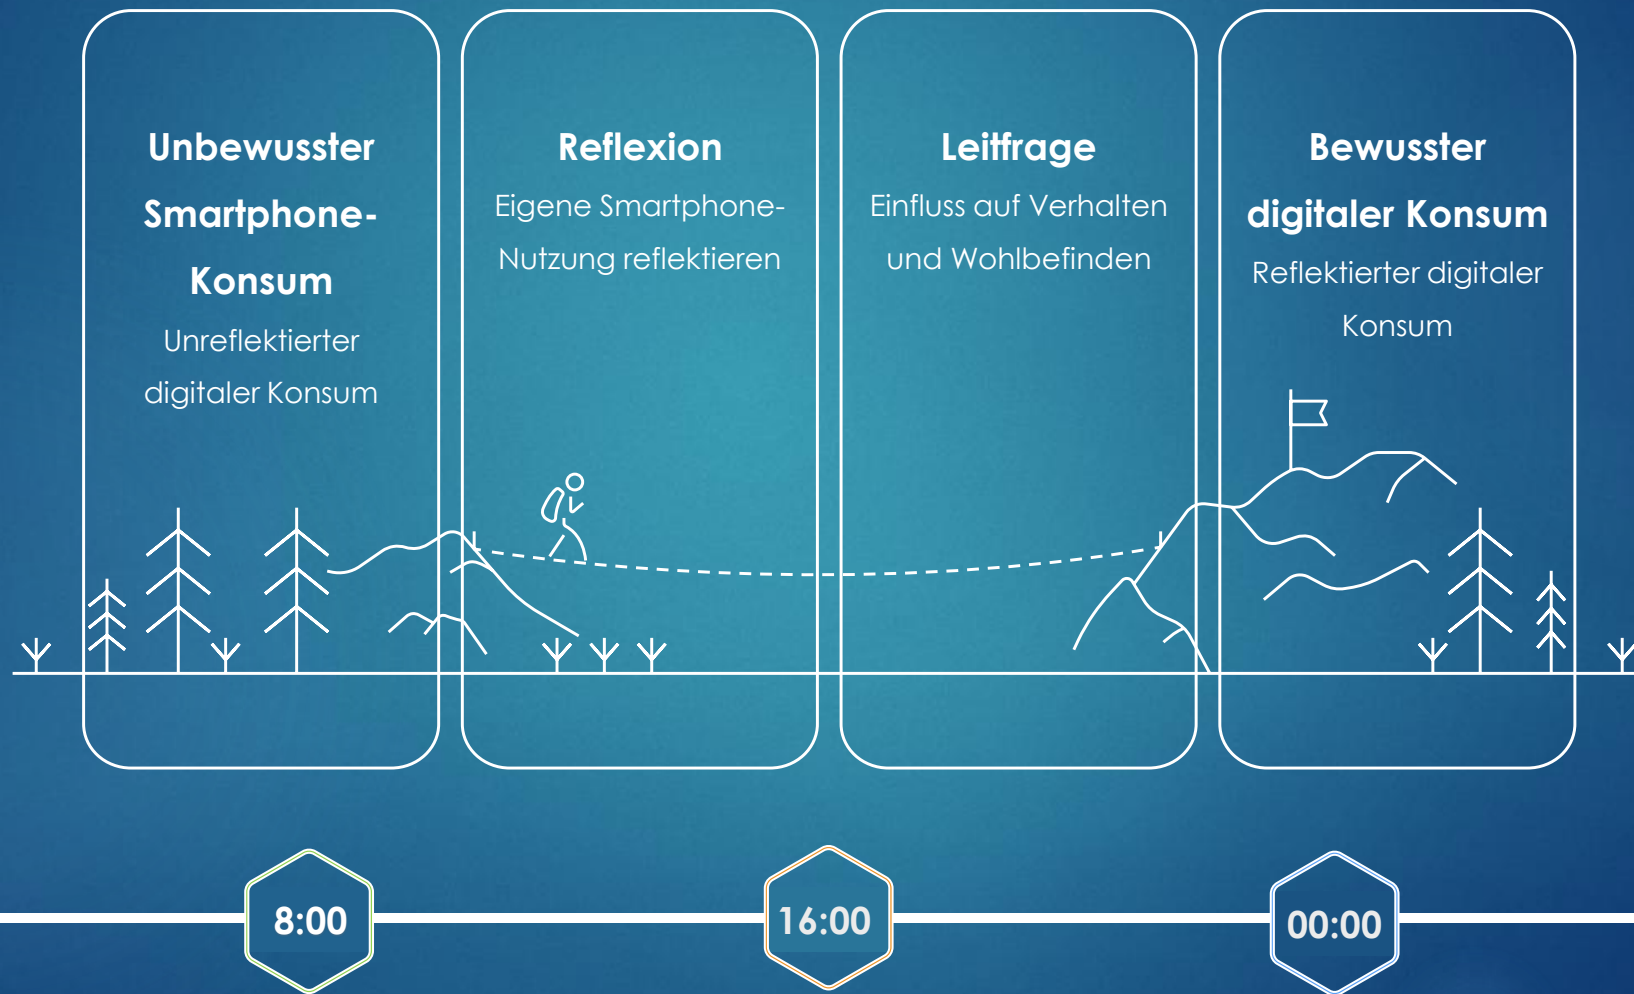 Unbewusster
Smartphone-
Konsum
Unreflektierter
digitaler Konsum
Reflexion
Eigene Smartphone-
Nutzung reflektieren
Leitfrage
Einfluss auf Verhalten
und Wohlbefinden
Bewusster
digitaler Konsum
Reflektierter digitaler
Konsum
8:00
16:00
00:00